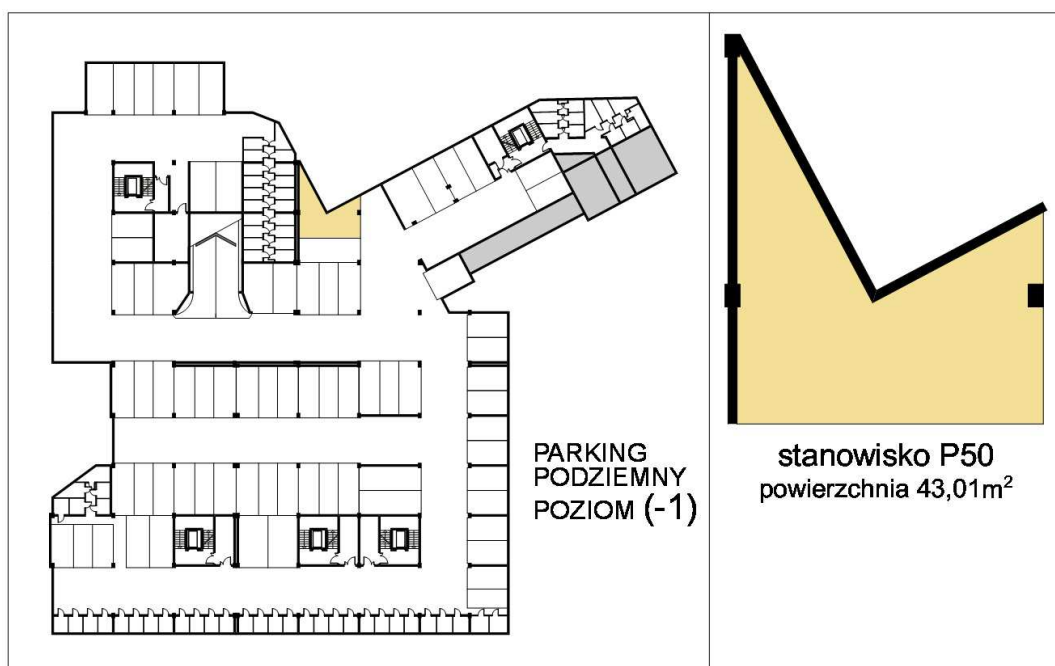 PARKING
PODZIEMNY
POZIOM (-1)
stanowisko P50
powierzchnia 43,01m²